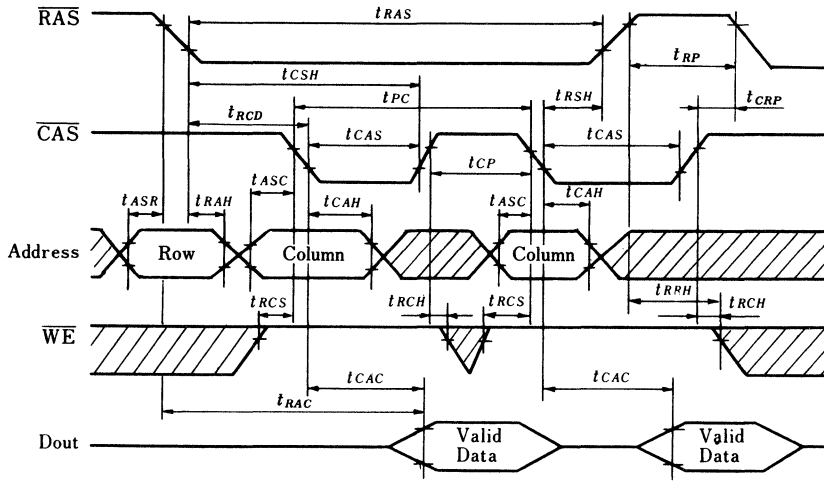 RAS
tRAS
tRP
tCSH
tPC
tRSH
tCRP
tRCD
CAS
tCAS
tCAS
tCP
tASC
tASR
tRAH
tCAH
tASC
tCAH
Address
Row
Column
Column
tRRH
tRCS
tRCH
tRCS
tRCH
WE
tCAC
tCAC
tRAC
Dout
Valid
Data
Valid
Data